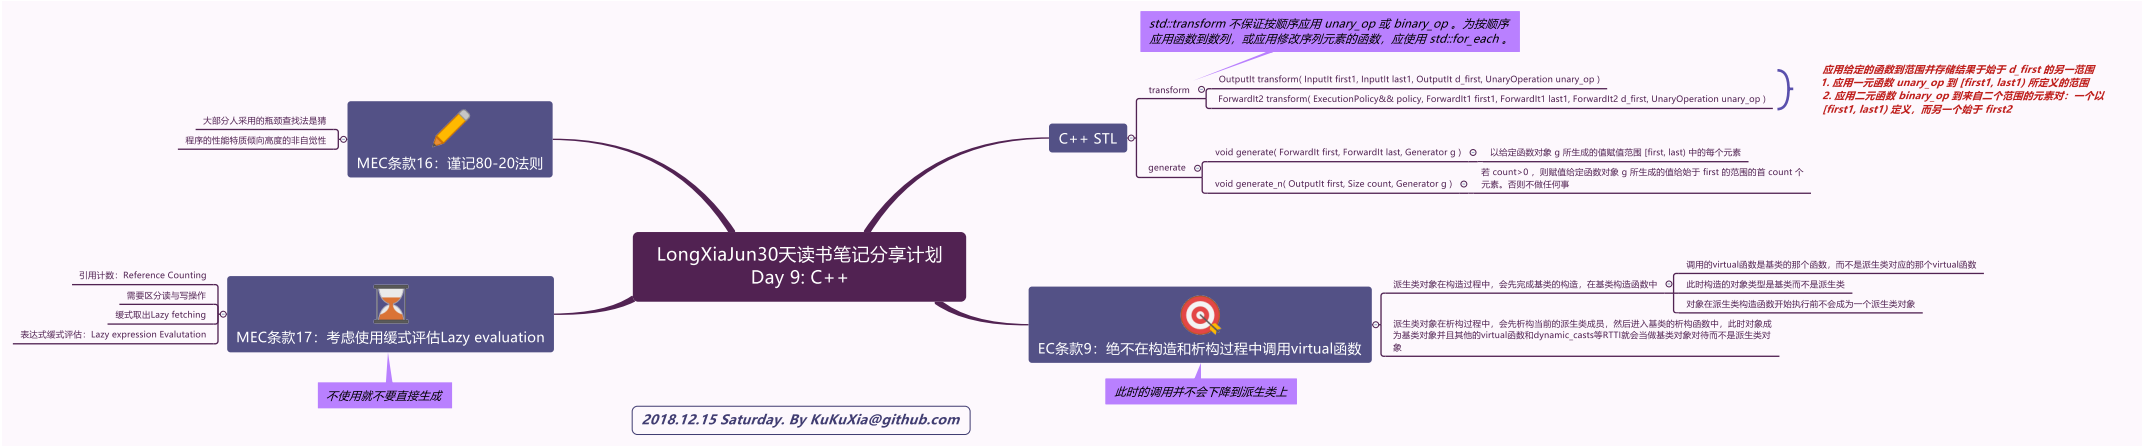 LongXiaJun30天读书笔记分享计划
Day 9: C++
std::transform 不保证按顺序应用 unary_op 或 binary_op 。为按顺序
应用函数到数列，或应用修改序列元素的函数，应使用 std::for_each 。
C++ STL
transform
OutputIt transform( InputIt first1, InputIt last1, OutputIt d_first, UnaryOperation unary_op )
ForwardIt2 transform( ExecutionPolicy&& policy, ForwardIt1 first1, ForwardIt1 last1, ForwardIt2 d_first, UnaryOperation unary_op )
应用给定的函数到范围并存储结果于始于 d_first 的另一范围
1. 应用一元函数 unary_op 到 [first1, last1) 所定义的范围
2. 应用二元函数 binary_op 到来自二个范围的元素对：一个以
[first1, last1) 定义，而另一个始于 first2
generate
void generate( ForwardIt first, ForwardIt last, Generator g )
以给定函数对象 g 所生成的值赋值范围 [first, last) 中的每个元素
void generate_n( OutputIt first, Size count, Generator g )
若 count>0 ，则赋值给定函数对象 g 所生成的值给始于 first 的范围的首 count 个
元素。否则不做任何事
EC条款9：绝不在构造和析构过程中调用virtual函数
此时的调用并不会下降到派生类上
派生类对象在构造过程中，会先完成基类的构造，在基类构造函数中
调用的virtual函数是基类的那个函数，而不是派生类对应的那个virtual函数
此时构造的对象类型是基类而不是派生类
对象在派生类构造函数开始执行前不会成为一个派生类对象
派生类对象在析构过程中，会先析构当前的派生类成员，然后进入基类的析构函数中，此时对象成
为基类对象并且其他的virtual函数和dynamic_casts等RTTI就会当做基类对象对待而不是派生类对
象
MEC条款16：谨记80-20法则
大部分人采用的瓶颈查找法是猜
程序的性能特质倾向高度的非自觉性
MEC条款17：考虑使用缓式评估Lazy evaluation
不使用就不要直接生成
引用计数：Reference Counting
需要区分读与写操作
缓式取出Lazy fetching
表达式缓式评估：Lazy expression Evalutation
2018.12.15 Saturday. By KuKuXia@github.com